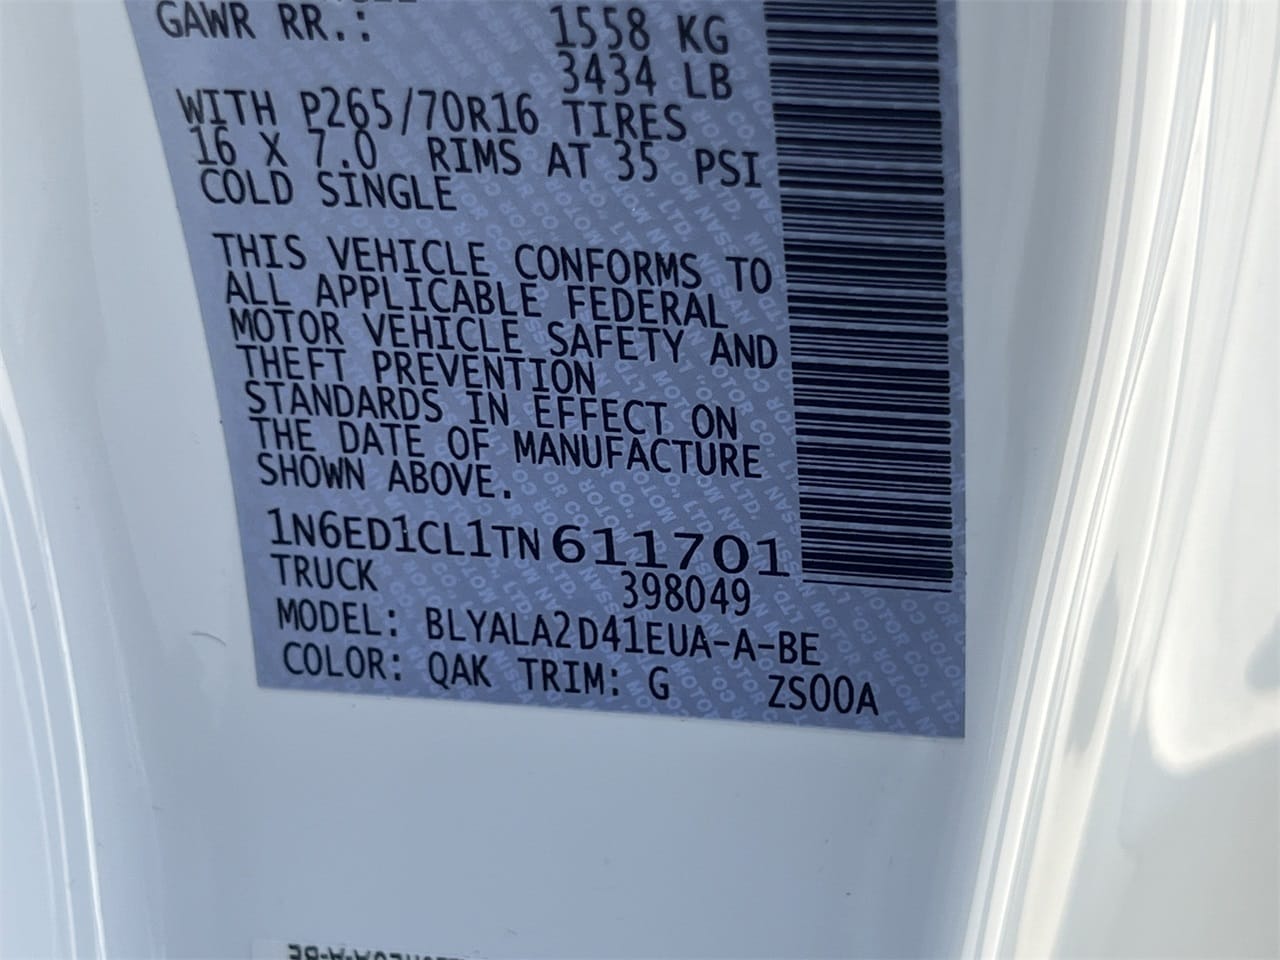 GAWR RR.: 1558 KG
3434 LB
WITH P265/70R16 TIRES
16 X 7.0 RIMS AT 35 PSI
COLD SINGLE
THIS VEHICLE CONFORMS TO
ALL APPLICABLE FEDERAL
MOTOR VEHICLE SAFETY AND
THEFT PREVENTION
STANDARDS IN EFFECT ON
THE DATE OF MANUFACTURE
SHOWN ABOVE.
1N6ED1CL1TN611701
TRUCK 398049
MODEL: BLYALA2D41EUA-A-BE
COLOR: QAK TRIM: G ZS00A